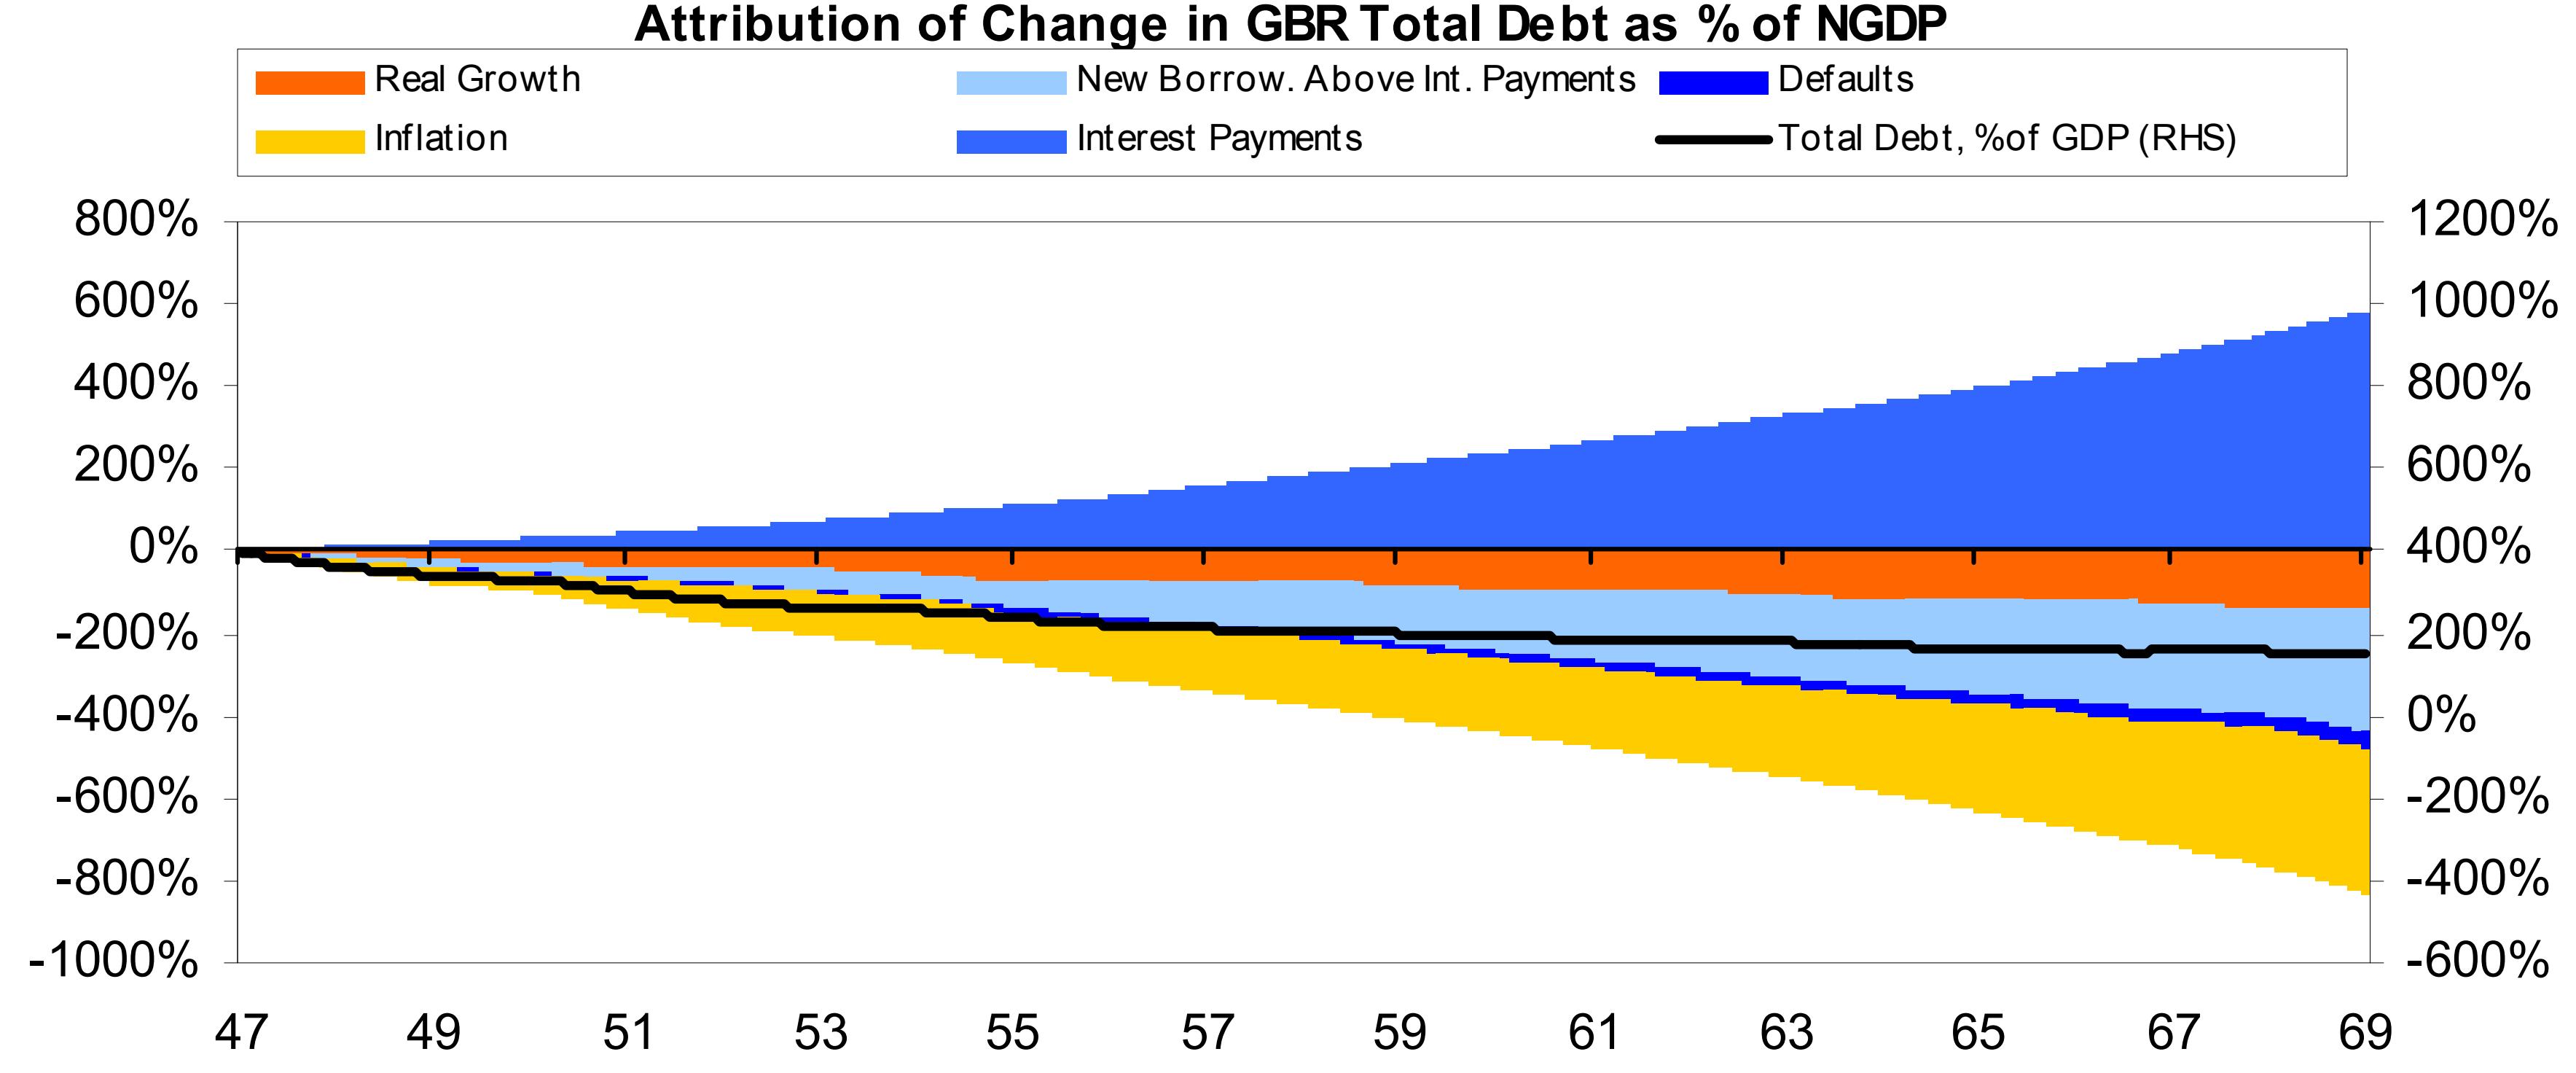 Attribution of Change in GBR Total Debt as % of NGDP
Real Growth New Borrow. Above Int. Payments Defaults
Inflation Interest Payments Total Debt, %of GDP (RHS)
800% 1200%
600% 1000%
400% 800%
200% 600%
0% 400%
-200% 200%
-400% 0%
-600% -200%
-800% -400%
-1000% -600%
47 49 51 53 55 57 59 61 63 65 67 69